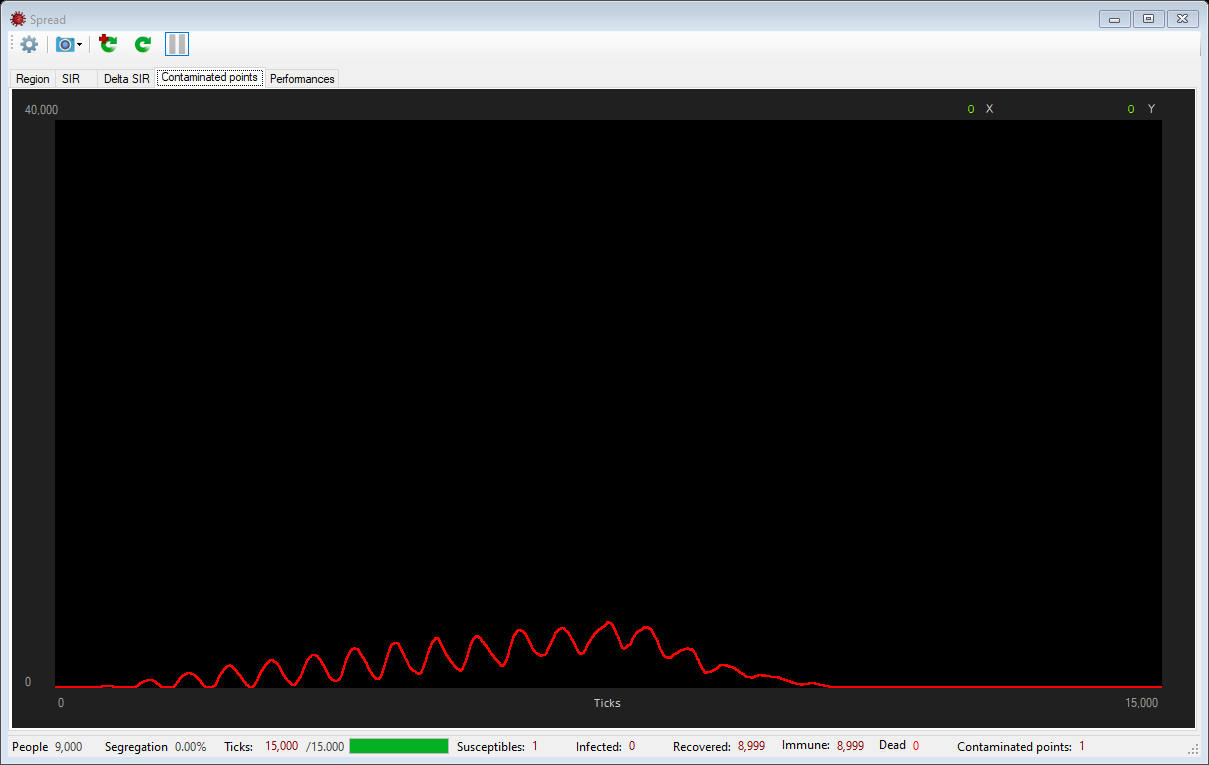 Spread
Region SIR Delta SIR Contaminated points Performances
40,000 0 X 0 Y
0
0 Ticks 15,000
People 9,000 Segregation 0.00% Ticks: 15,000 /15.000 Susceptibles: 1 Infected: 0 Recovered: 8,999 Immune: 8,999 Dead 0 Contaminated points: 1